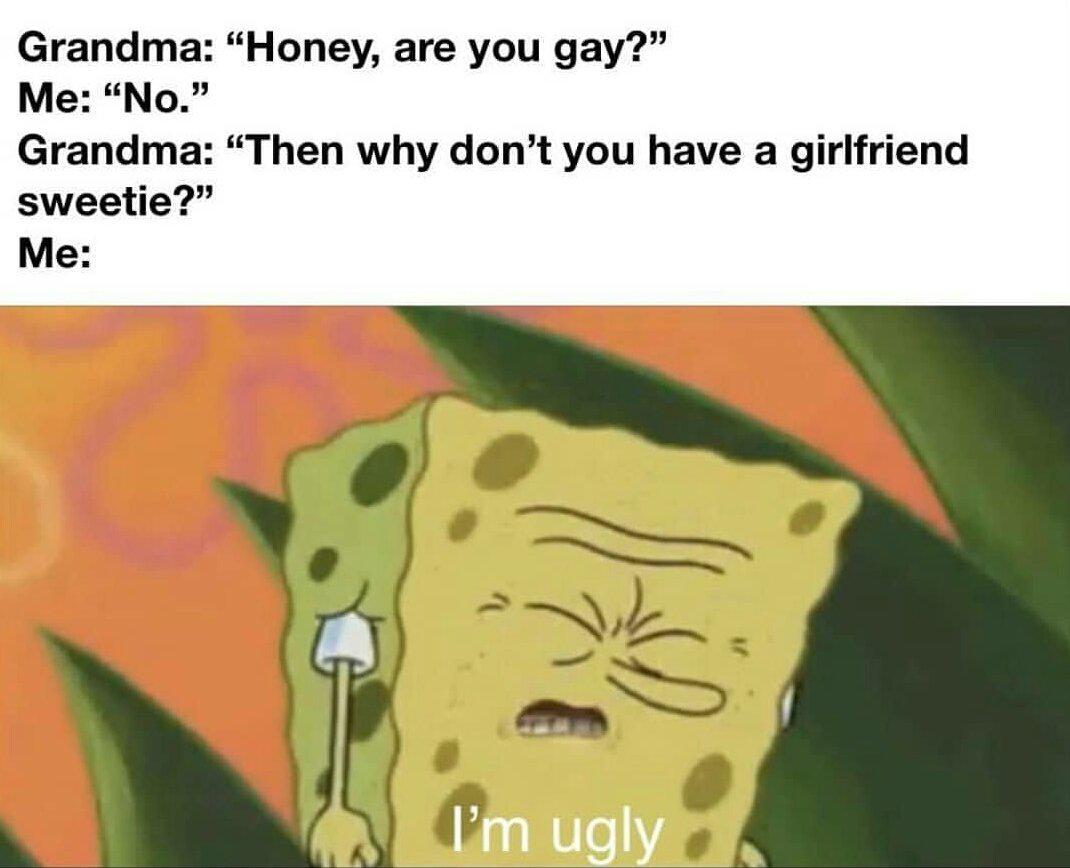 Grandma: “Honey, are you gay?”
Me: “No.”
Grandma: “Then why don’t you have a girlfriend
sweetie?”
Me:
I’m ugly